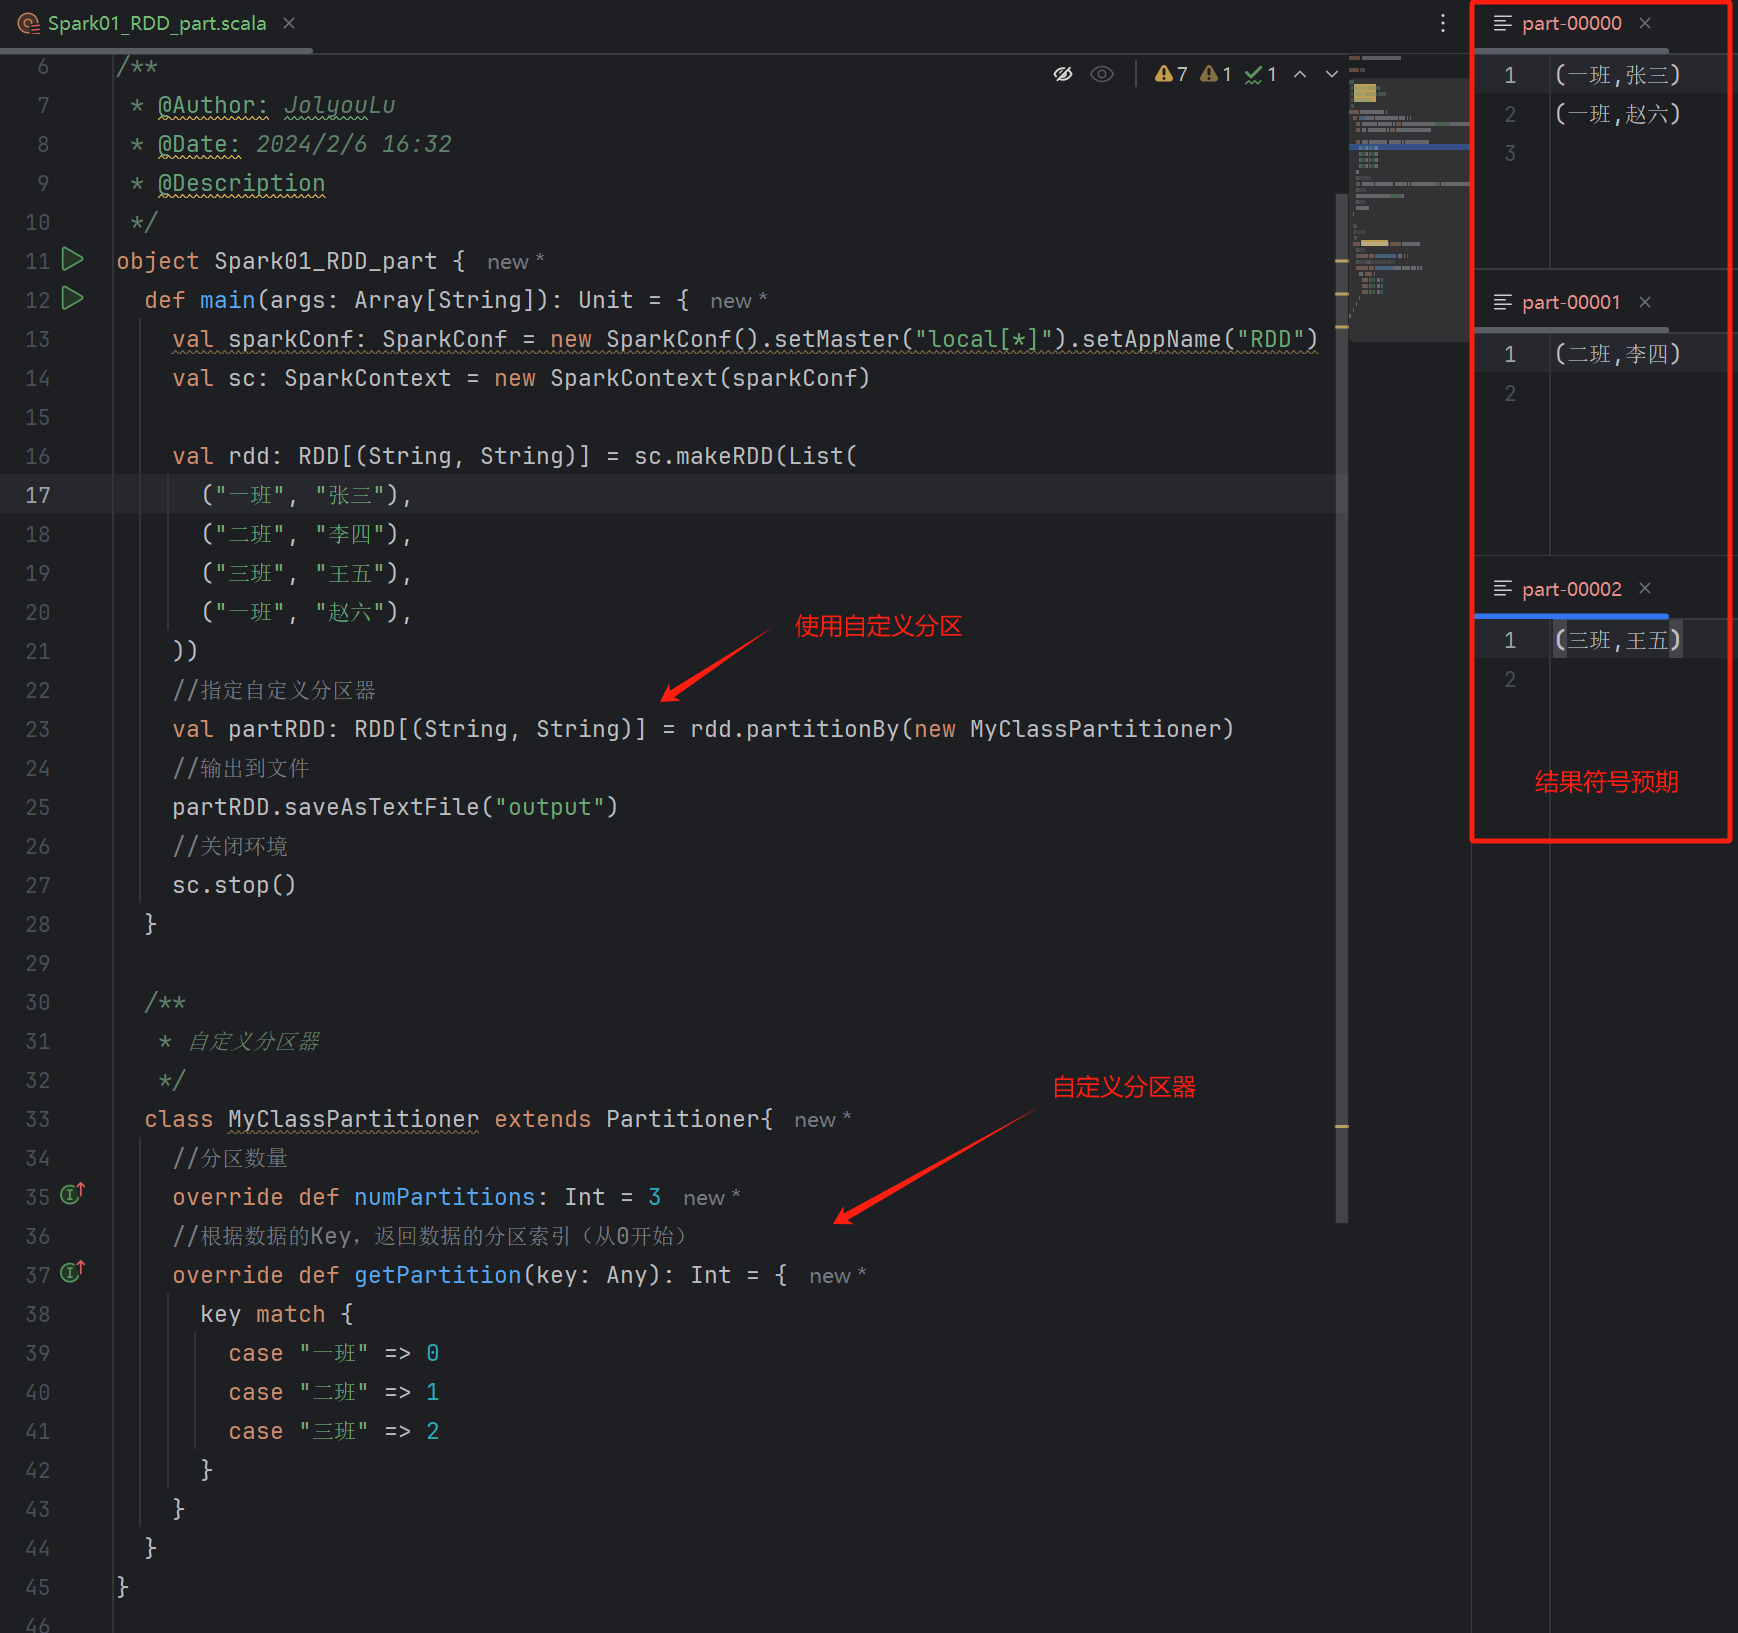 Spark01_RDD_part.scala
7 1 1
6 /**
7 * @Author: JolyouLu
8 * @Date: 2024/2/6 16:32
9 * @Description
10 */
11 object Spark01_RDD_part { new *
12 def main(args: Array[String]): Unit = { new *
13 val sparkConf: SparkConf = new SparkConf().setMaster("local[*]").setAppName("RDD")
14 val sc: SparkContext = new SparkContext(sparkConf)
15
16 val rdd: RDD[(String, String)] = sc.makeRDD(List(
17 ("一班", "张三"),
18 ("二班", "李四"),
19 ("三班", "王五"),
20 ("一班", "赵六"),
21 ))
使用自定义分区
22 //指定自定义分区器
23 val partRDD: RDD[(String, String)] = rdd.partitionBy(new MyClassPartitioner)
24 //输出到文件
25 partRDD.saveAsTextFile("output")
26 //关闭环境
27 sc.stop()
28 }
29
30 /**
31 * 自定义分区器
32 */
自定义分区器
33 class MyClassPartitioner extends Partitioner{ new *
34 //分区数量
35 override def numPartitions: Int = 3 new *
36 //根据数据的Key，返回数据的分区索引（从0开始）
37 override def getPartition(key: Any): Int = { new *
38 key match {
39 case "一班" => 0
40 case "二班" => 1
41 case "三班" => 2
42 }
43 }
44 }
45 }
46
part-00000
1 (一班,张三)
2 (一班,赵六)
3
part-00001
1 (二班,李四)
2
part-00002
1 (三班,王五)
2
结果符号预期